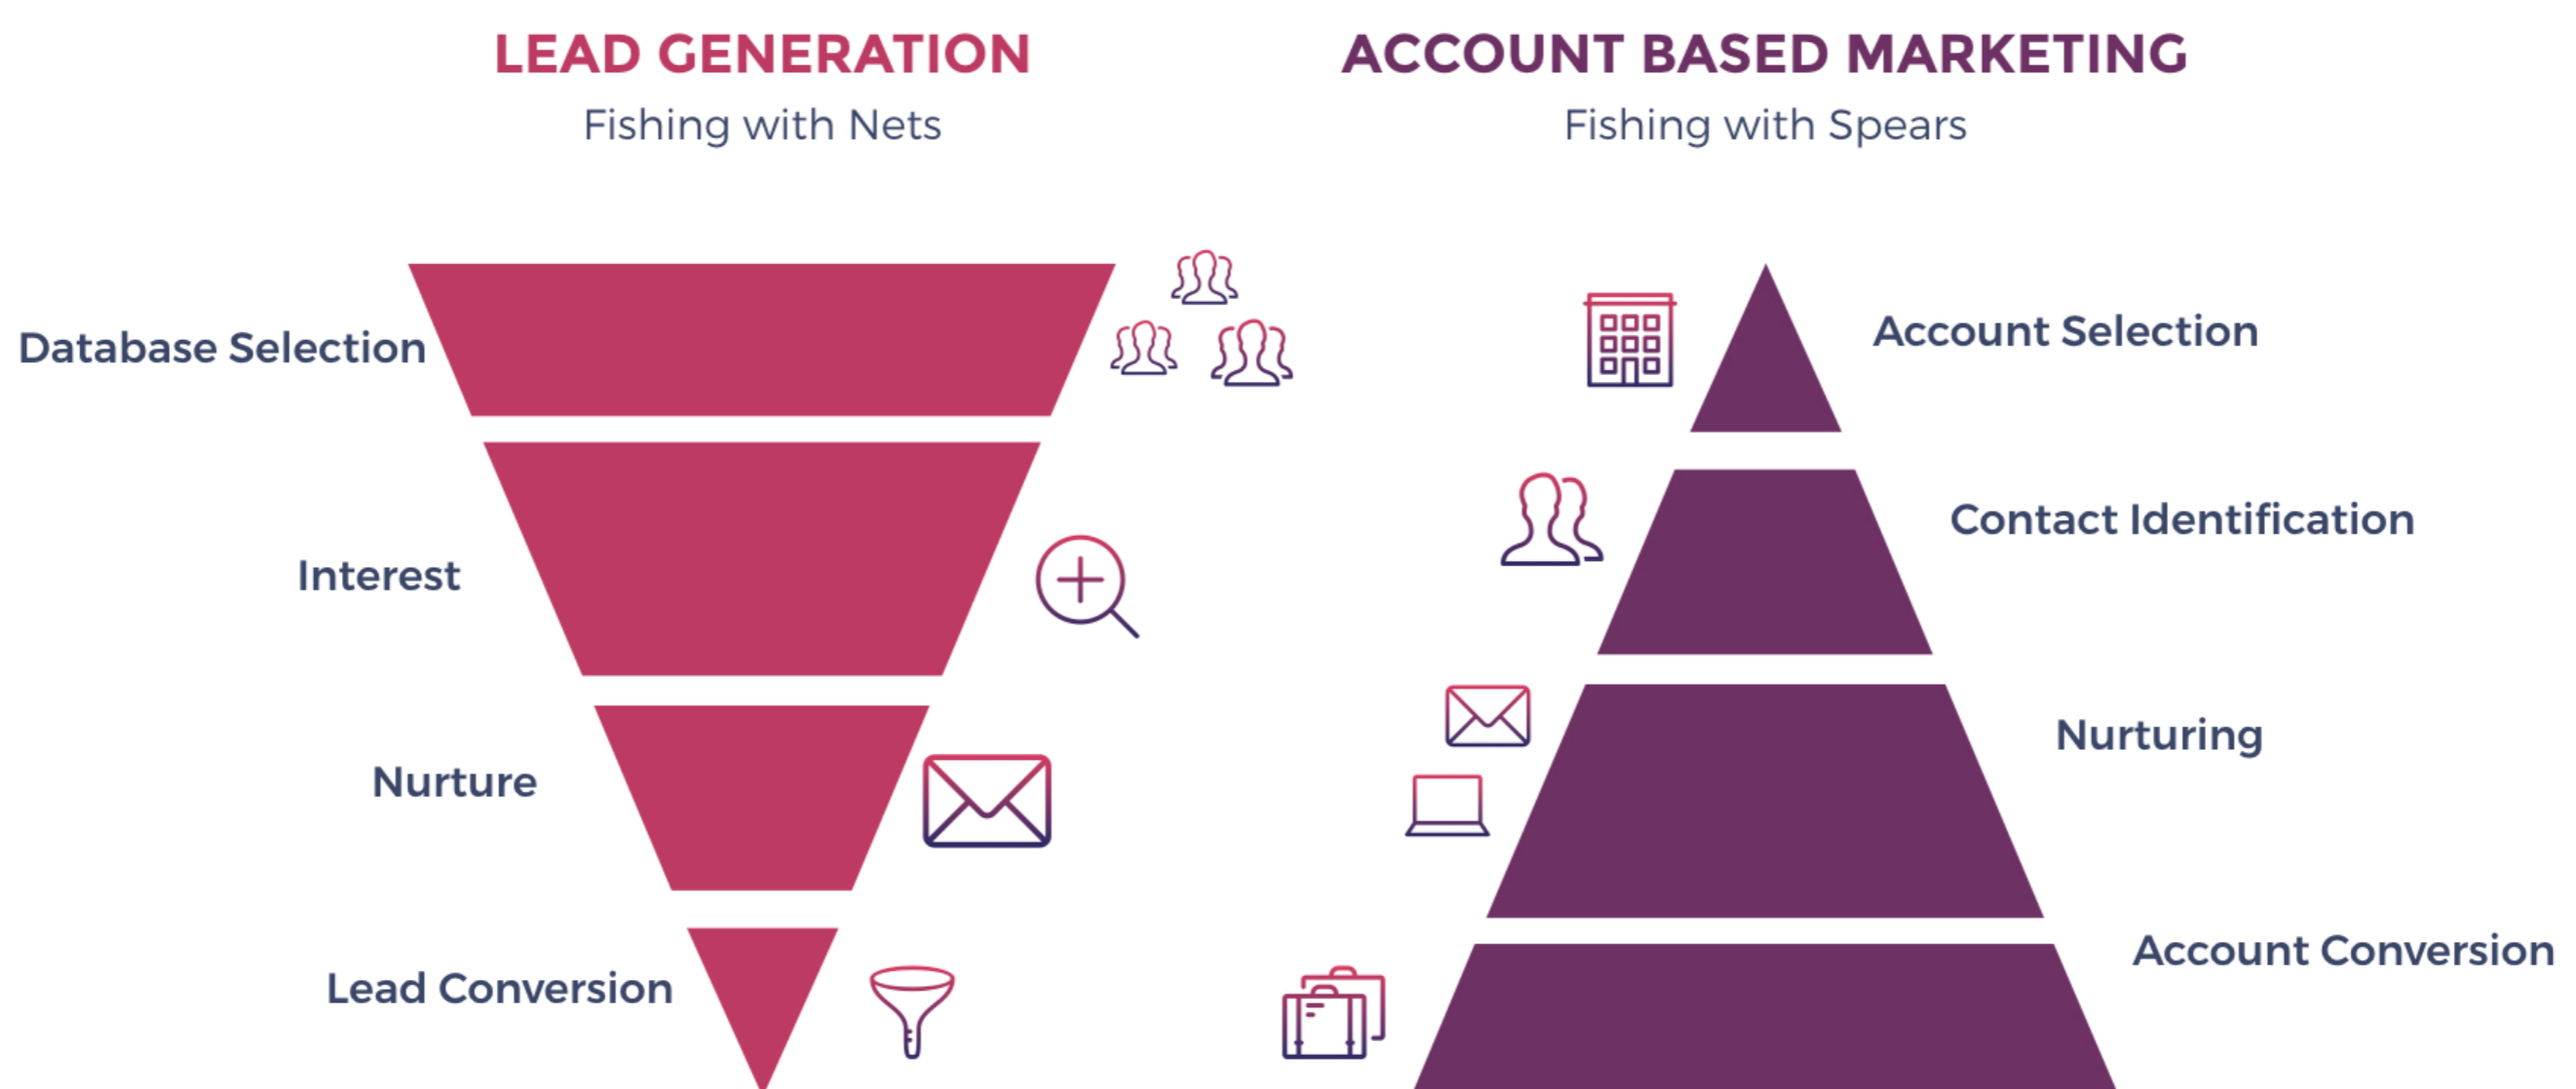 LEAD GENERATION
Fishing with Nets
Database Selection
Interest
Nurture
Lead Conversion
ACCOUNT BASED MARKETING
Fishing with Spears
Account Selection
Contact Identification
Nurturing
Account Conversion